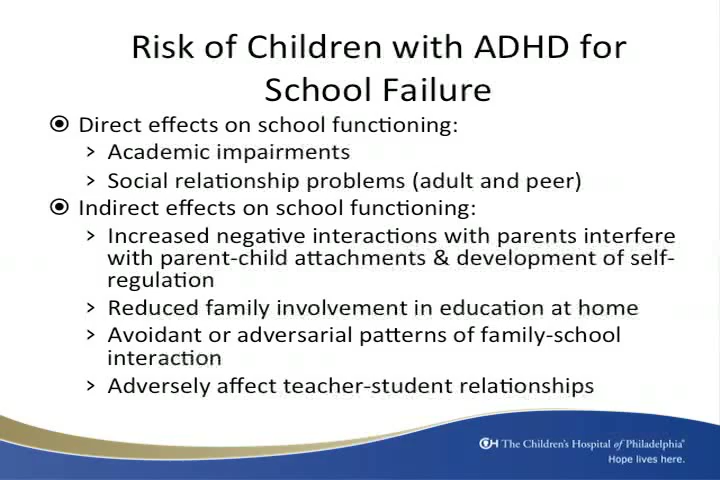 Risk of Children with ADHD for
School Failure
Direct effects on school functioning:
> Academic impairments
> Social relationship problems (adult and peer)
Indirect effects on school functioning:
> Increased negative interactions with parents interfere
with parent-child attachments & development of self-
regulation
> Reduced family involvement in education at home
> Avoidant or adversarial patterns of family-school
interaction
> Adversely affect teacher-student relationships
The Children's Hospital of Philadelphia®
Hope lives here.